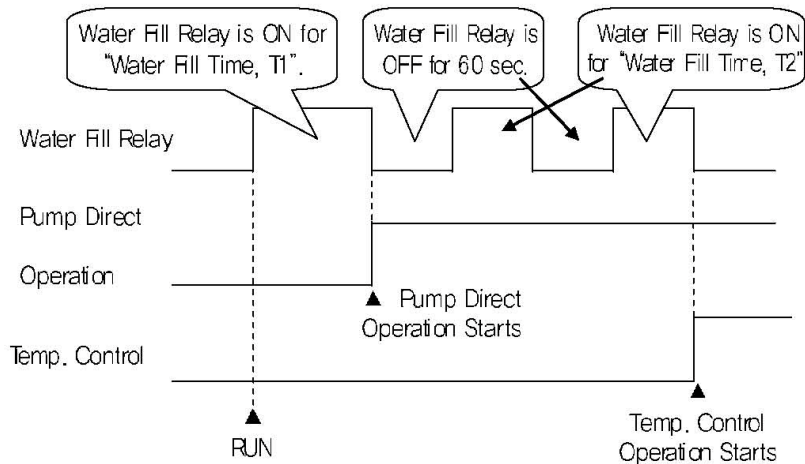 Water Fill Relay is ON for
"Water Fill Time, T1".
Water Fill Relay is
OFF for 60 sec.
Water Fill Relay is ON
for "Water Fill Time, T2"
Water Fill Relay
Pump Direct
Operation
Pump Direct
Operation Starts
Temp. Control
RUN
Temp. Control
Operation Starts